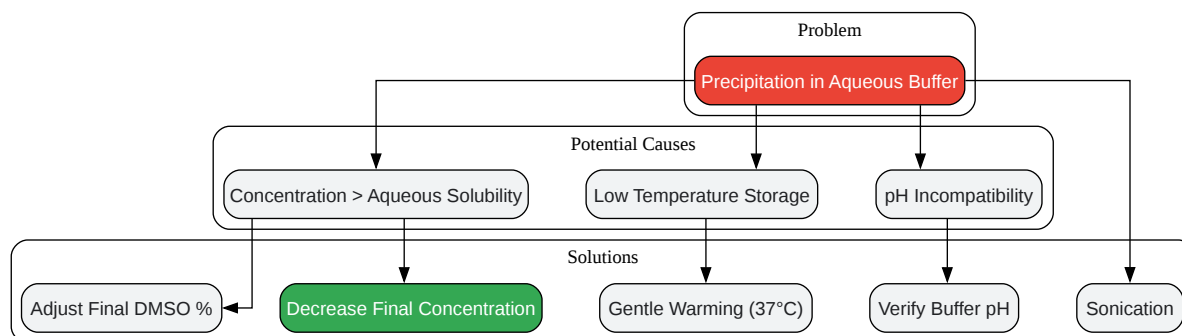 Problem
Precipitation in Aqueous Buffer
Potential Causes
Concentration > Aqueous Solubility
Low Temperature Storage
pH Incompatibility
Solutions
Adjust Final DMSO %
Decrease Final Concentration
Gentle Warming (37°C)
Verify Buffer pH
Sonication